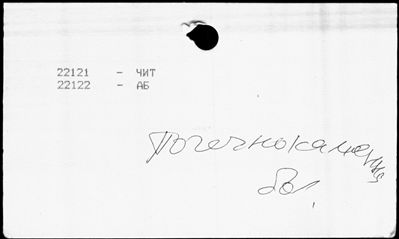 22121 - ЧИТ
22122 - АБ
Почечнокаменная
бол.